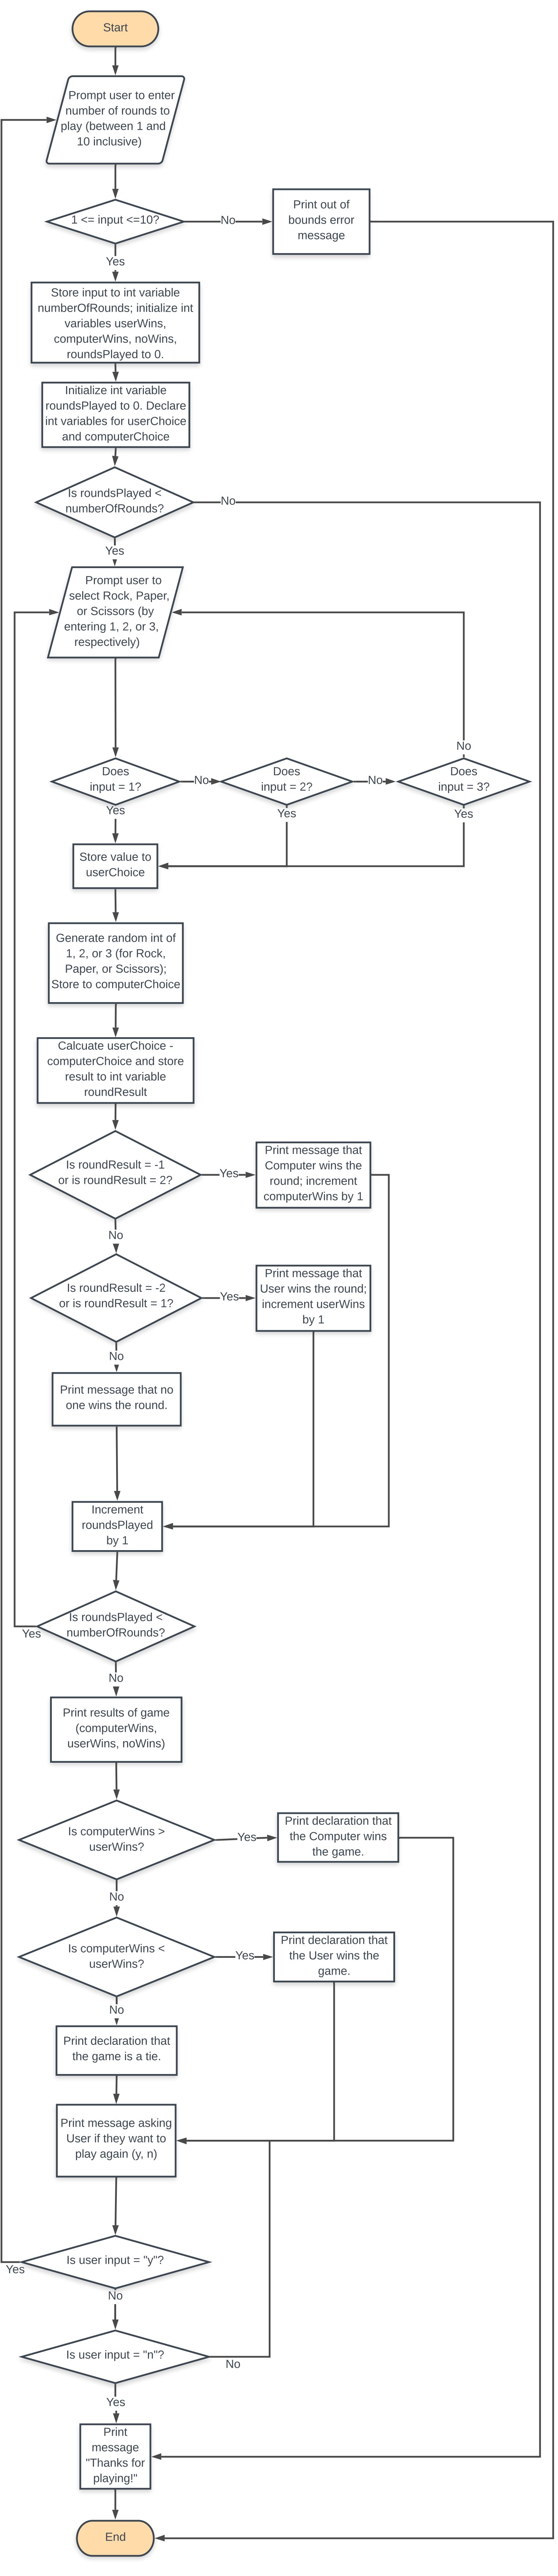 Start
Prompt user to enter
number of rounds to
play (between 1 and
10 inclusive)
1 <= input <=10?
No
Print out of
bounds error
message
Yes
Store input to int variable
numberOfRounds; initialize int
variables userWins,
computerWins, noWins,
roundsPlayed to 0.
Initialize int variable
roundsPlayed to 0. Declare
int variables for userChoice
and computerChoice
Is roundsPlayed <
numberOfRounds?
No
Yes
Prompt user to
select Rock, Paper,
or Scissors (by
entering 1, 2, or 3,
respectively)
No
Does
input = 1?
No
Does
input = 2?
No
Does
input = 3?
Yes
Yes
Yes
Store value to
userChoice
Generate random int of
1, 2, or 3 (for Rock,
Paper, or Scissors);
Store to computerChoice
Calcuate userChoice -
computerChoice and store
result to int variable
roundResult
Is roundResult = -1
or is roundResult = 2?
Yes
Print message that
Computer wins the
round; increment
computerWins by 1
No
Is roundResult = -2
or is roundResult = 1?
Yes
Print message that
User wins the round;
increment userWins
by 1
No
Print message that no
one wins the round.
Increment
roundsPlayed
by 1
Is roundsPlayed <
numberOfRounds?
Yes
No
Print results of game
(computerWins,
userWins, noWins)
Is computerWins >
userWins?
Yes
Print declaration that
the Computer wins
the game.
No
Is computerWins <
userWins?
Yes
Print declaration that
the User wins the
game.
No
Print declaration that
the game is a tie.
Print message asking
User if they want to
play again (y, n)
Is user input = "y"?
Yes
No
Is user input = "n"?
No
Yes
Print
message
"Thanks for
playing!"
End